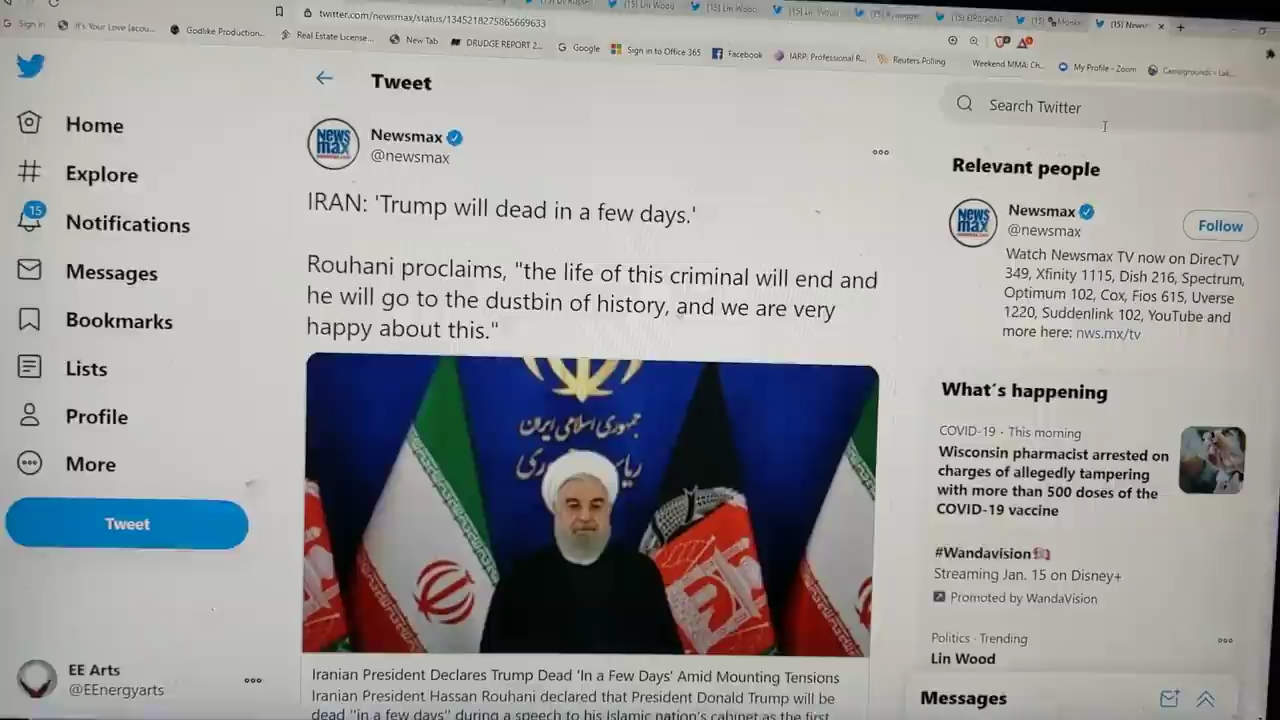 (15) Lin Wood
(15) Lin Wood
(15)
twitter.com/newsmax/status/1345218275865669633
Sign in
It's Your Love (acou...
Godlike Production...
Real Estate License...
New Tab
DRUDGE REPORT 2...
Google
Sign in to Office 365
Facebook
IARP: Professional R...
Reuters Polling
Weekend MMA: Ch...
My Profile - Zoom
Campgrounds - Lak...
Home
Explore
15
Notifications
Messages
Bookmarks
Lists
Profile
More
Tweet
EE Arts
@EEnergyarts
Tweet
NEWS
max
Newsmax
@newsmax
IRAN: 'Trump will dead in a few days.'
Rouhani proclaims, "the life of this criminal will end and
he will go to the dustbin of history, and we are very
happy about this."
جمهوری اسلامی ایران
Iranian President Declares Trump Dead 'In a Few Days' Amid Mounting Tensions
Iranian President Hassan Rouhani declared that President Donald Trump will be
dead "in a few days" during a speech to his Islamic nation's cabinet as the first
Search Twitter
Relevant people
NEWS
max
Newsmax
@newsmax
Follow
Watch Newsmax TV now on DirecTV
349, Xfinity 1115, Dish 216, Spectrum,
Optimum 102, Cox, Fios 615, Uverse
1220, Suddenlink 102, YouTube and
more here: nws.mx/tv
What's happening
COVID-19 · This morning
Wisconsin pharmacist arrested on
charges of allegedly tampering
with more than 500 doses of the
COVID-19 vaccine
#Wandavision
Streaming Jan. 15 on Disney+
Promoted by WandaVision
Politics · Trending
Lin Wood
Messages